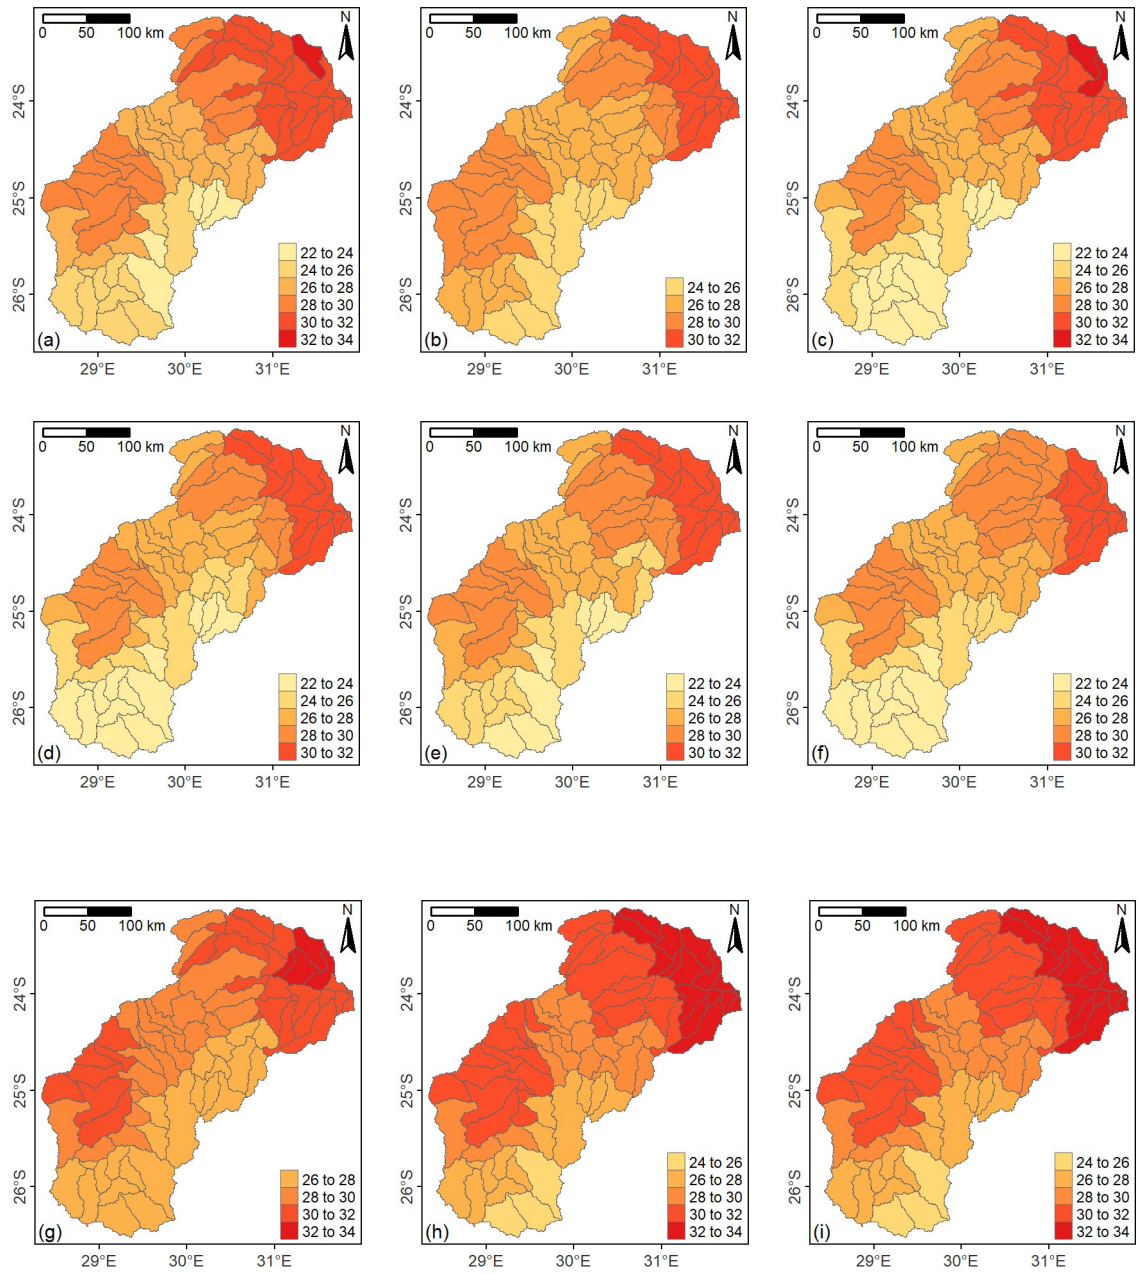 N N N
0 50 100 km 0 50 100 km 0 50 100 km
24°S 24°S 24°S
25°S 25°S 25°S
26°S 26°S 26°S
22 to 24
24 to 26
26 to 28
28 to 30
30 to 32
32 to 34
24 to 26
26 to 28
28 to 30
30 to 32
22 to 24
24 to 26
26 to 28
28 to 30
30 to 32
32 to 34
(a) (b) (c)
29°E 30°E 31°E 29°E 30°E 31°E 29°E 30°E 31°E
N N N
0 50 100 km 0 50 100 km 0 50 100 km
24°S 24°S 24°S
25°S 25°S 25°S
26°S 26°S 26°S
22 to 24
24 to 26
26 to 28
28 to 30
30 to 32
22 to 24
24 to 26
26 to 28
28 to 30
30 to 32
22 to 24
24 to 26
26 to 28
28 to 30
30 to 32
(d) (e) (f)
29°E 30°E 31°E 29°E 30°E 31°E 29°E 30°E 31°E
N N N
0 50 100 km 0 50 100 km 0 50 100 km
24°S 24°S 24°S
25°S 25°S 25°S
26°S 26°S 26°S
26 to 28
28 to 30
30 to 32
32 to 34
24 to 26
26 to 28
28 to 30
30 to 32
32 to 34
24 to 26
26 to 28
28 to 30
30 to 32
32 to 34
(g) (h) (i)
29°E 30°E 31°E 29°E 30°E 31°E 29°E 30°E 31°E